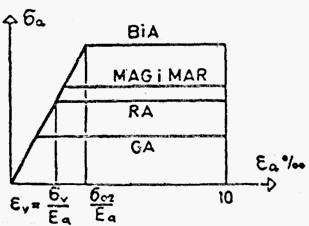 σa
BiA
MAG i MAR
RA
GA
εa ‰
εv = σv/Ea
σ02/Ea
10